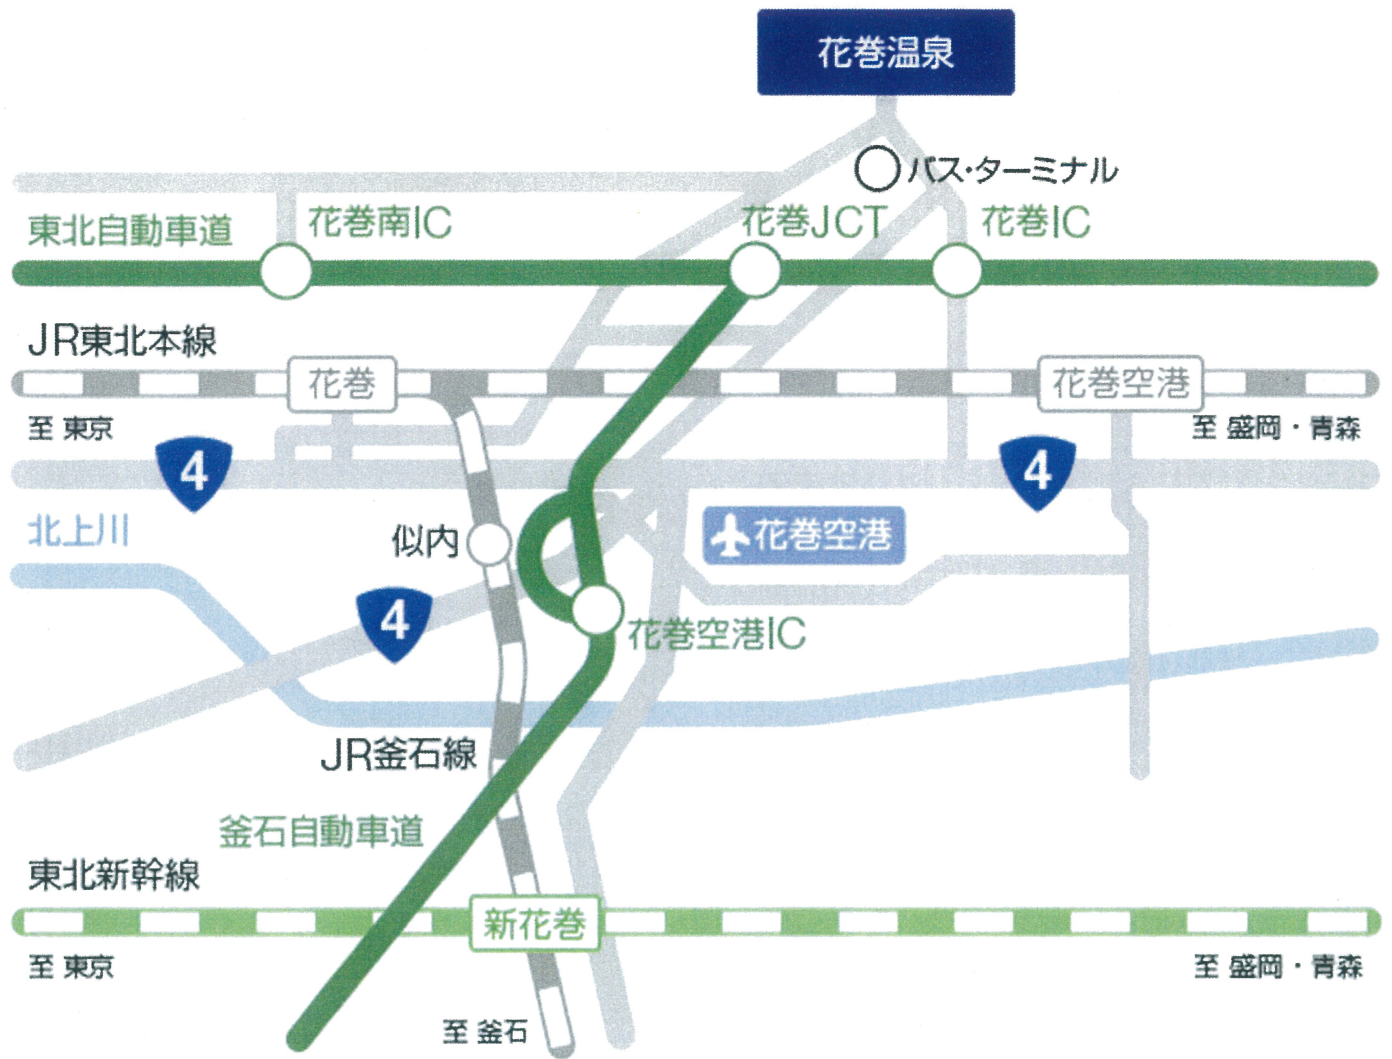 花巻温泉
バス・ターミナル
東北自動車道
花巻南IC
花巻JCT
花巻IC
JR東北本線
花巻
花巻空港
至 東京
至 盛岡・青森
4
4
北上川
似内
花巻空港
4
花巻空港IC
JR釜石線
釜石自動車道
東北新幹線
新花巻
至 東京
至 盛岡・青森
至 釜石